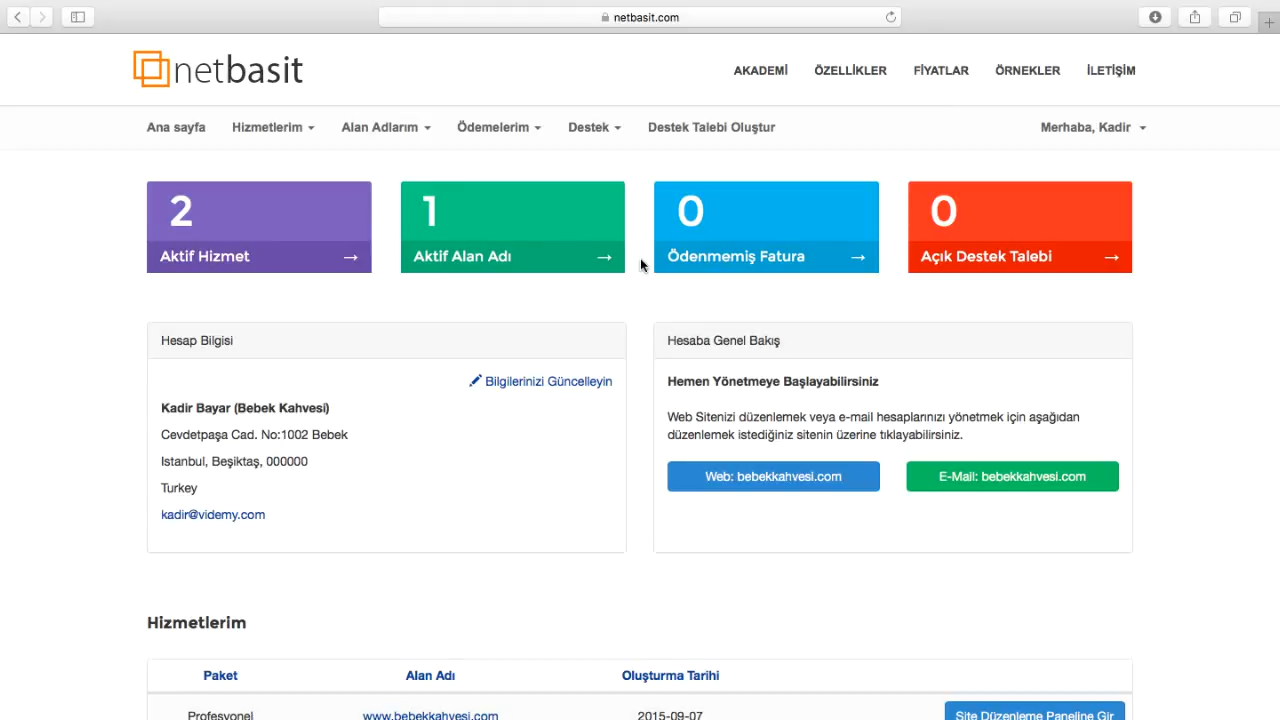 netbasit.com
netbasit
AKADEMİ ÖZELLİKLER FİYATLAR ÖRNEKLER İLETİŞİM
Ana sayfa Hizmetlerim Alan Adlarım Ödemelerim Destek Destek Talebi Oluştur Merhaba, Kadir
2 1 0 0
Aktif Hizmet → Aktif Alan Adı → Ödenmemiş Fatura → Açık Destek Talebi →
Hesap Bilgisi
Bilgilerinizi Güncelleyin
Kadir Bayar (Bebek Kahvesi)
Cevdetpaşa Cad. No:1002 Bebek
Istanbul, Beşiktaş, 000000
Turkey
kadir@videmy.com
Hesaba Genel Bakış
Hemen Yönetmeye Başlayabilirsiniz
Web Sitenizi düzenlemek veya e-mail hesaplarınızı yönetmek için aşağıdan
düzenlemek istediğiniz sitenin üzerine tıklayabilirsiniz.
Web: bebekkahvesi.com E-Mail: bebekkahvesi.com
Hizmetlerim
Paket Alan Adı Oluşturma Tarihi
Profesyonel www.bebekkahvesi.com 2015-09-07 Site Düzenleme Paneline Gir